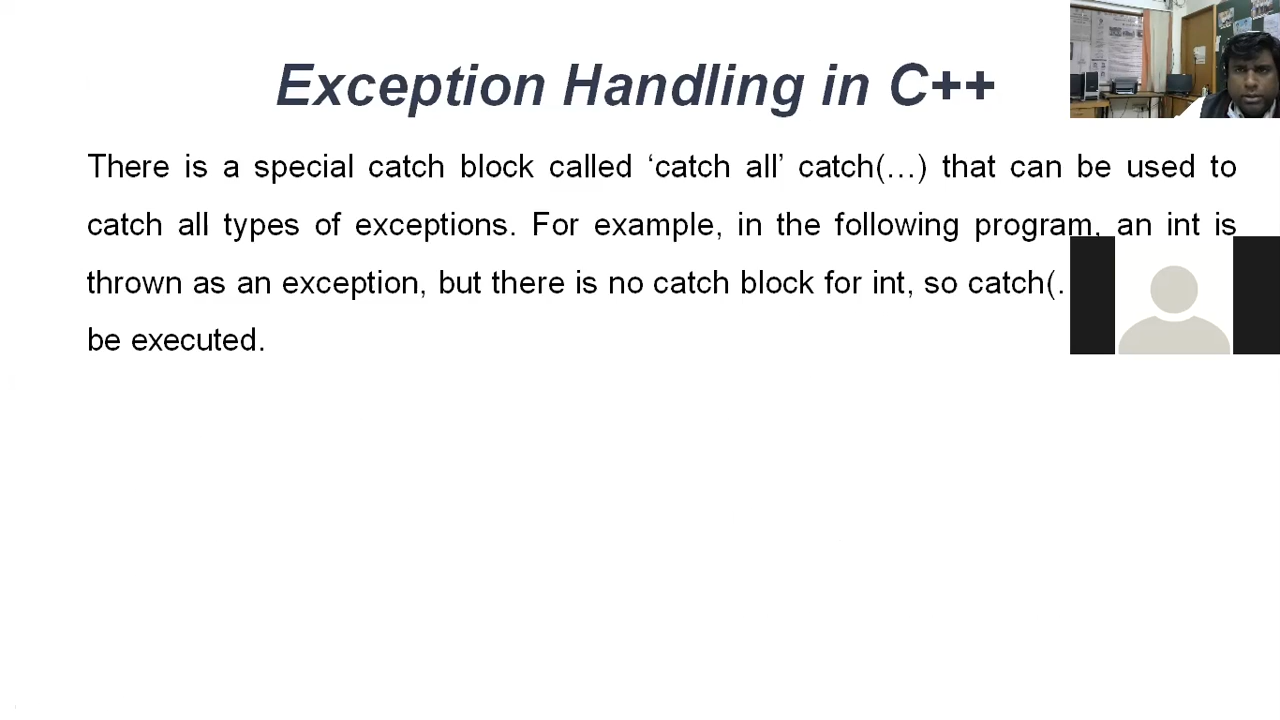 Exception Handling in C++
There is a special catch block called ‘catch all’ catch(…) that can be used to
catch all types of exceptions. For example, in the following program, an int is
thrown as an exception, but there is no catch block for int, so catch(.
be executed.